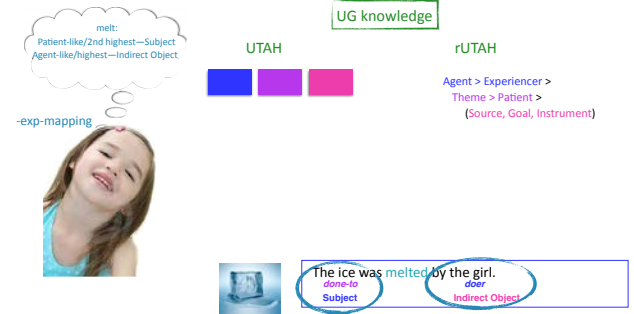 UG knowledge
melt:
Patient-like/2nd highest—Subject
Agent-like/highest—Indirect Object
UTAH
rUTAH
Agent > Experiencer >
Theme > Patient >
(Source, Goal, Instrument)
-exp-mapping
The ice was melted by the girl.
done-to doer
Subject Indirect Object